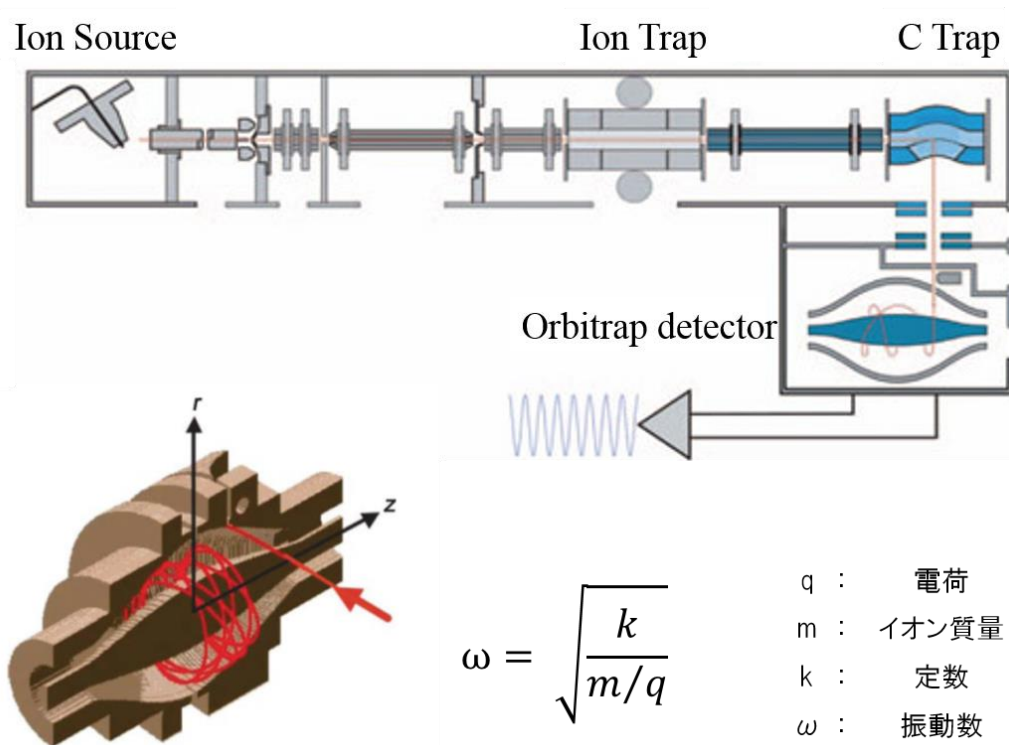 Ion Source
Ion Trap
C Trap
Orbitrap detector
r
z
ω = √(k / (m/q))
q : 電荷
m : イオン質量
k : 定数
ω : 振動数